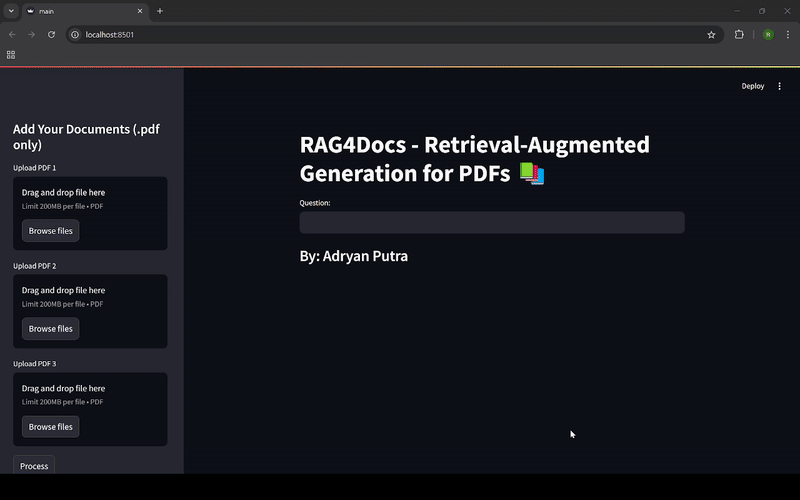 main
localhost:8501
R
Deploy
Add Your Documents (.pdf
only)
Upload PDF 1
Drag and drop file here
Limit 200MB per file • PDF
Browse files
Upload PDF 2
Drag and drop file here
Limit 200MB per file • PDF
Browse files
Upload PDF 3
Drag and drop file here
Limit 200MB per file • PDF
Browse files
Process
RAG4Docs - Retrieval-Augmented
Generation for PDFs 📚
Question:
By: Adryan Putra